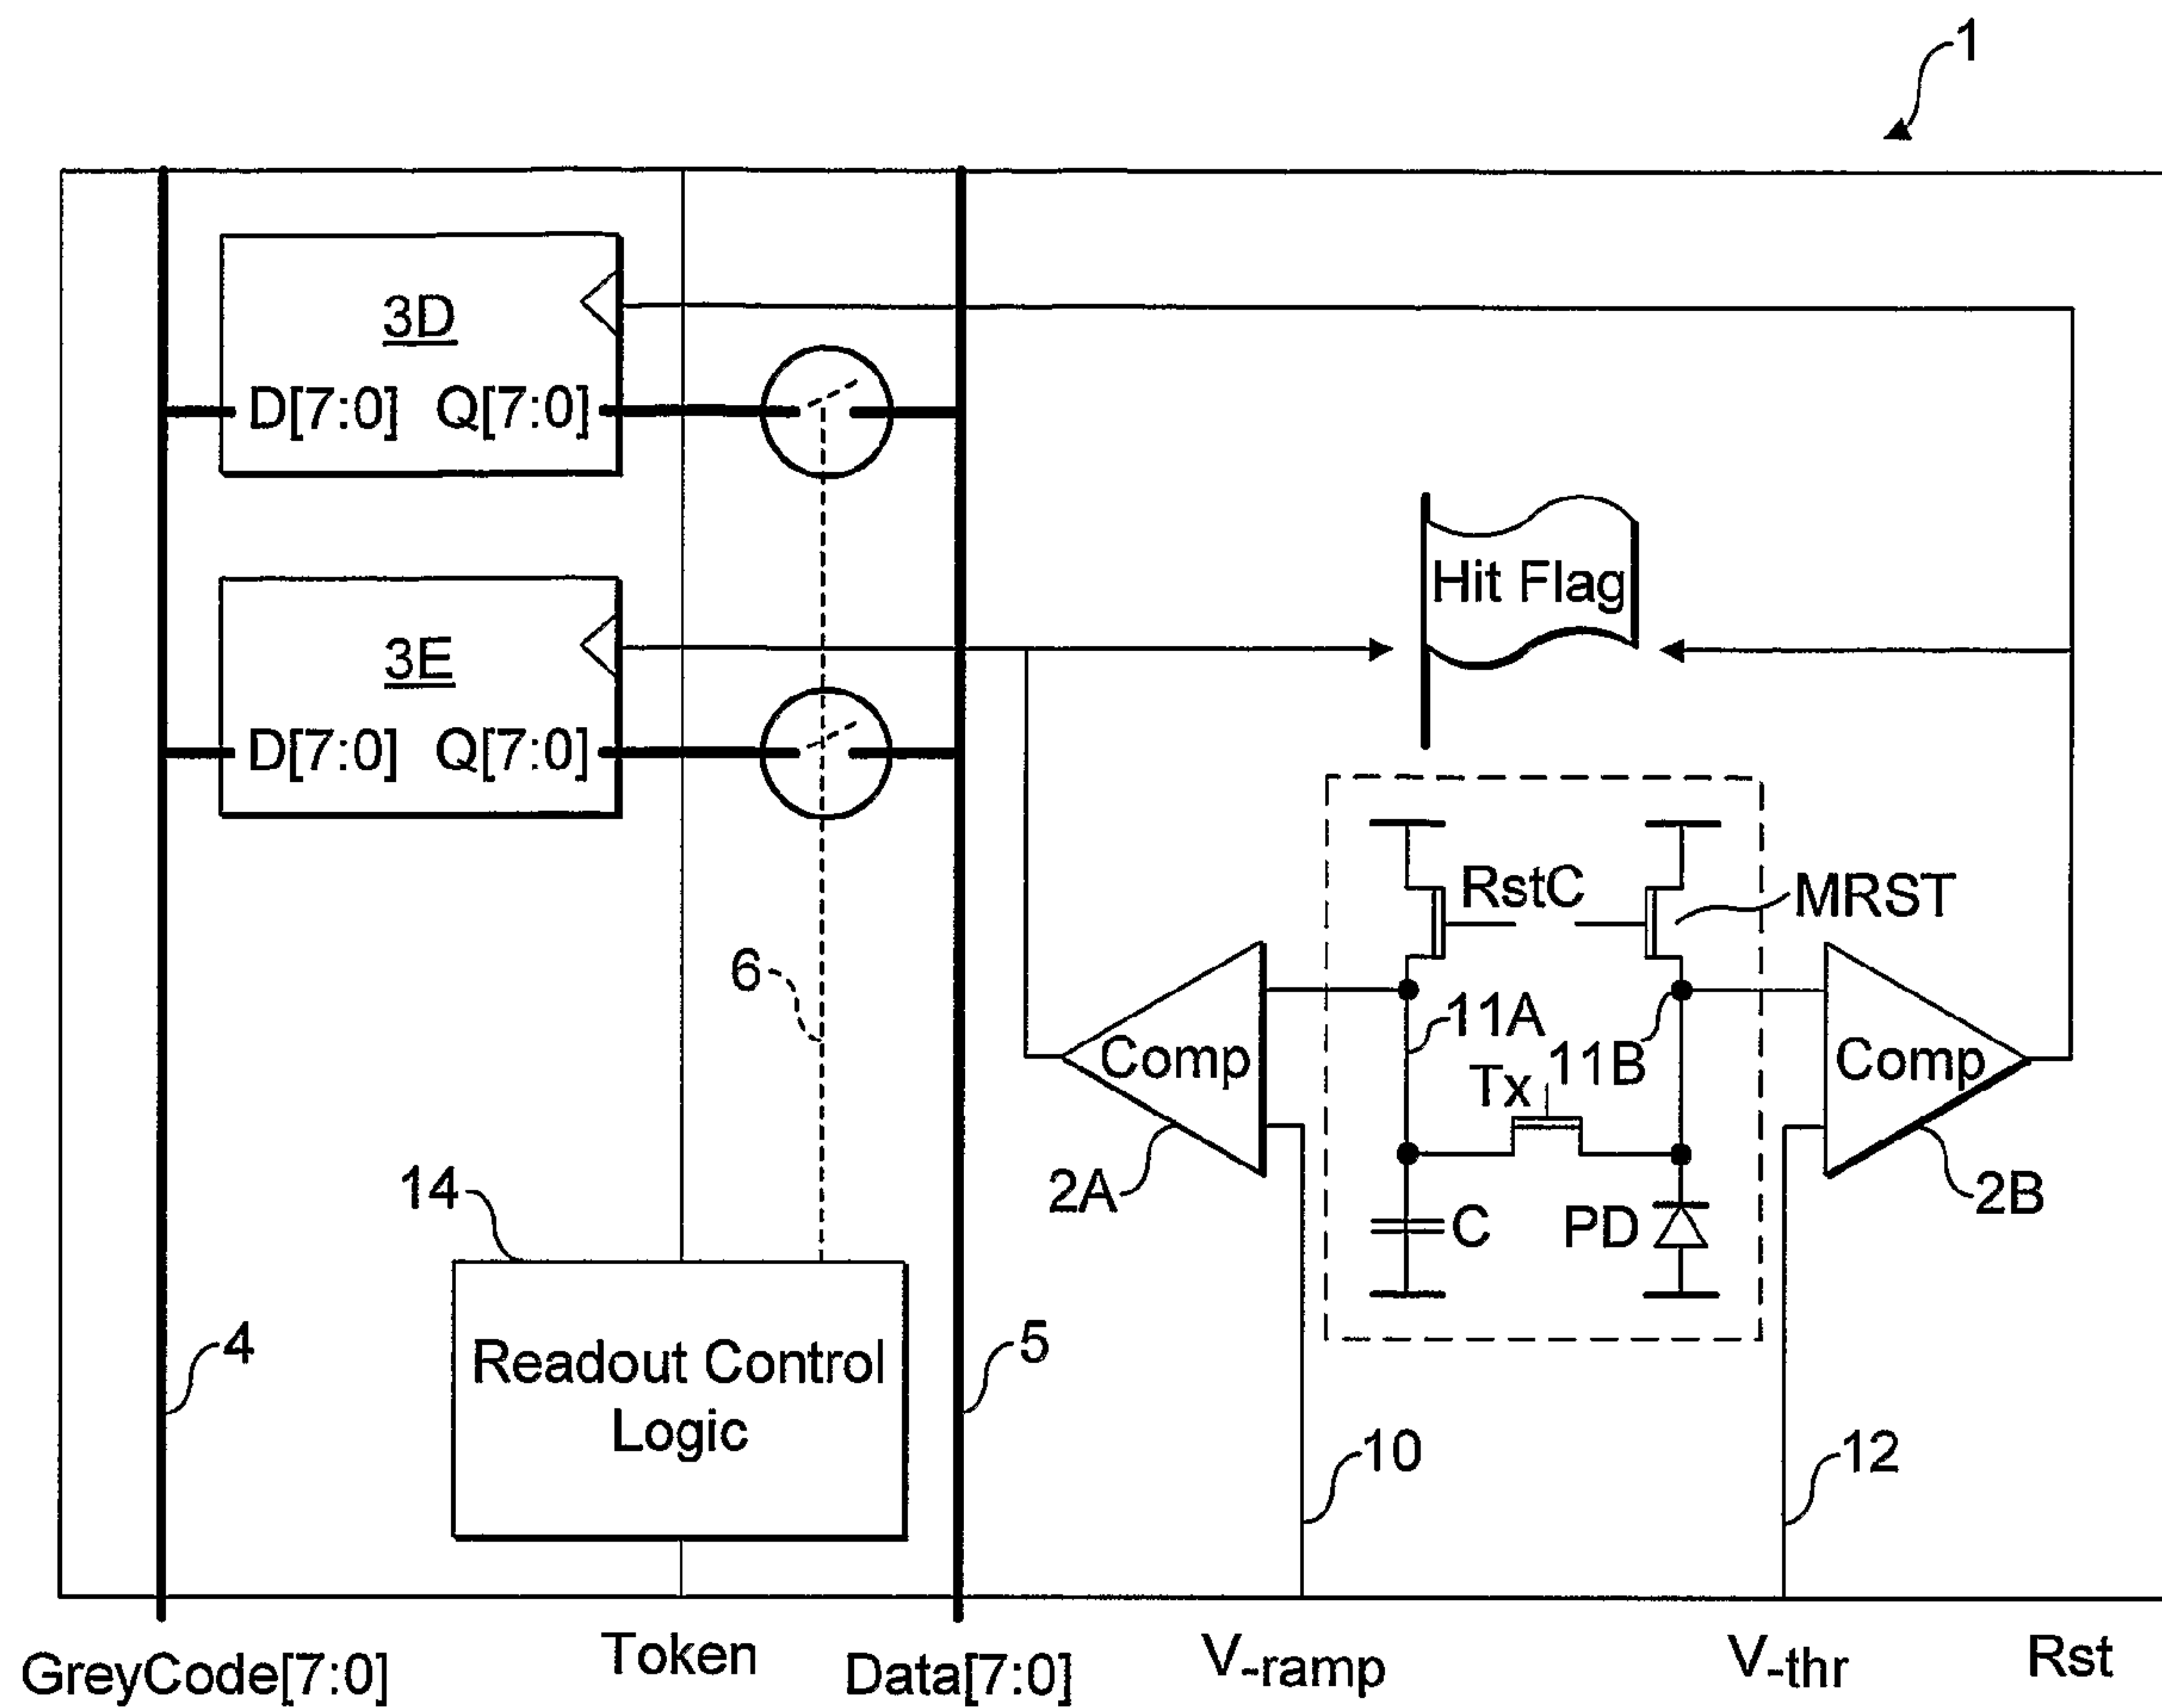 1
3D
D[7:0] Q[7:0]
Hit Flag
3E
D[7:0] Q[7:0]
RstC
MRST
6
11A
11B
Comp
Comp
Tx
2A
2B
14
C
PD
Readout Control
Logic
4
5
10
12
GreyCode[7:0]
Token
Data[7:0]
V-ramp
V-thr
Rst